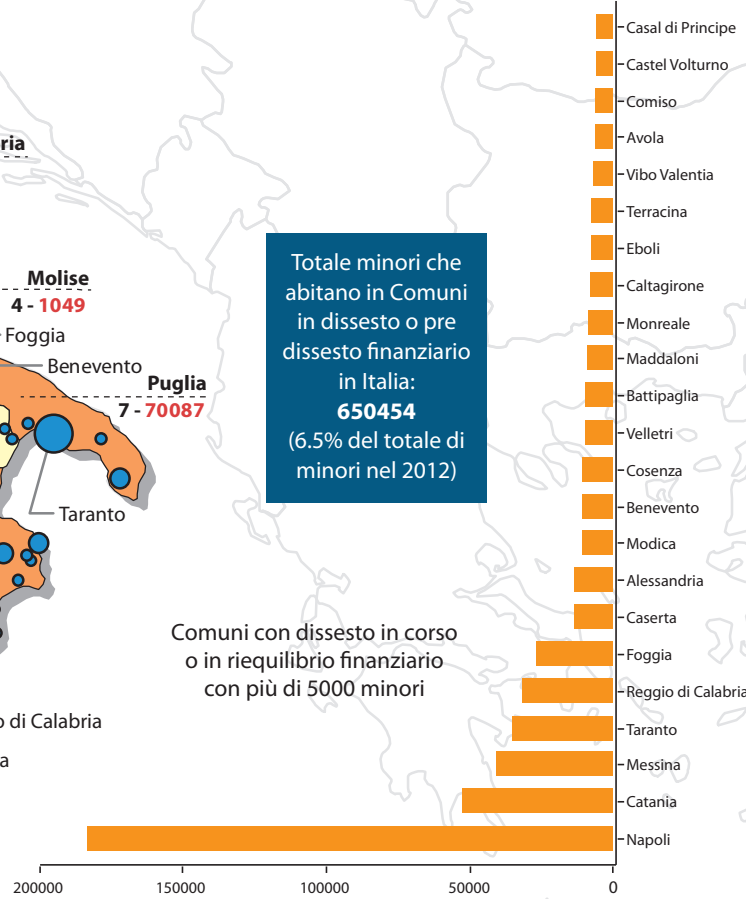 ria
Molise
4 - 1049
Foggia
Benevento
Puglia
7 - 70087
Taranto
o di Calabria
a
Totale minori che
abitano in Comuni
in dissesto o pre
dissesto finanziario
in Italia:
650454
(6.5% del totale di
minori nel 2012)
Comuni con dissesto in corso
o in riequilibrio finanziario
con più di 5000 minori
Casal di Principe
Castel Volturno
Comiso
Avola
Vibo Valentia
Terracina
Eboli
Caltagirone
Monreale
Maddaloni
Battipaglia
Velletri
Cosenza
Benevento
Modica
Alessandria
Caserta
Foggia
Reggio di Calabria
Taranto
Messina
Catania
Napoli
200000 150000 100000 50000 0